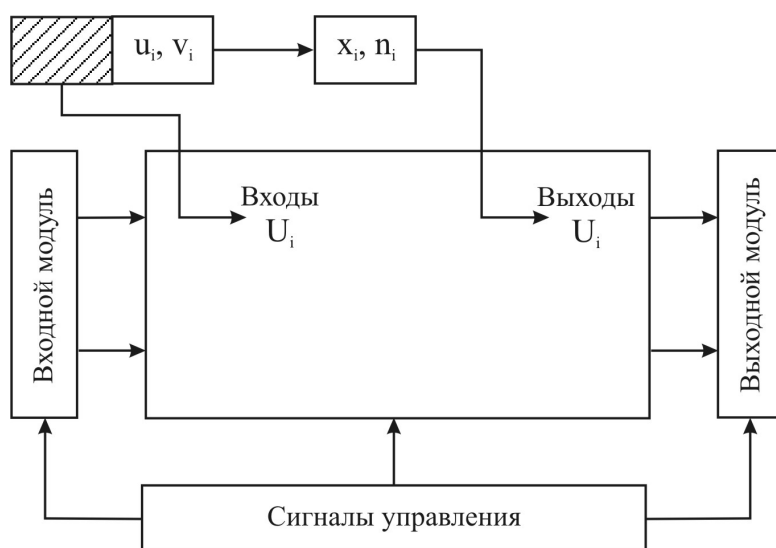 uᵢ, vᵢ
xᵢ, nᵢ
Входной модуль
Входы
Uᵢ
Выходы
Uᵢ
Выходной модуль
Сигналы управления